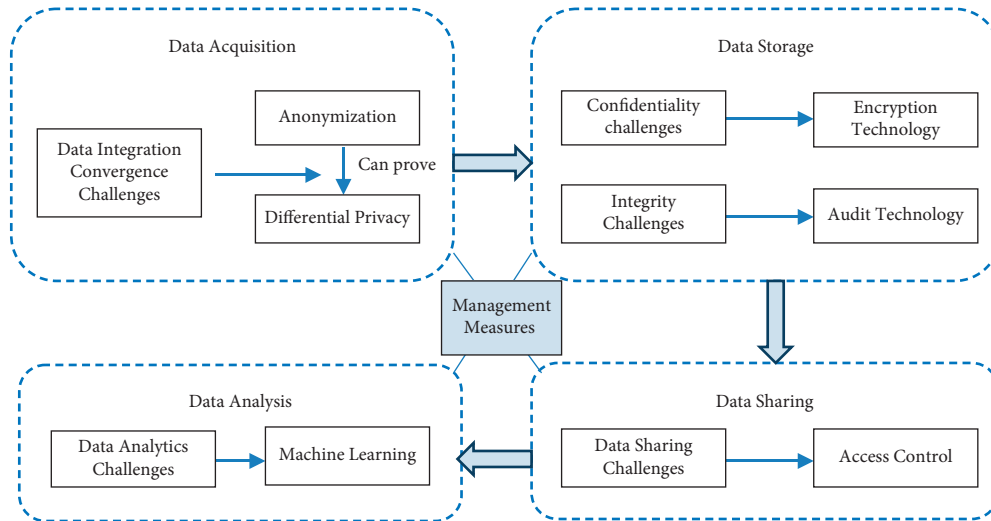 Data Acquisition
Anonymization
Data Integration
Convergence
Challenges
Can prove
Differential Privacy
Data Storage
Confidentiality
challenges
Encryption
Technology
Integrity
Challenges
Audit Technology
Management
Measures
Data Analysis
Data Analytics
Challenges
Machine Learning
Data Sharing
Data Sharing
Challenges
Access Control